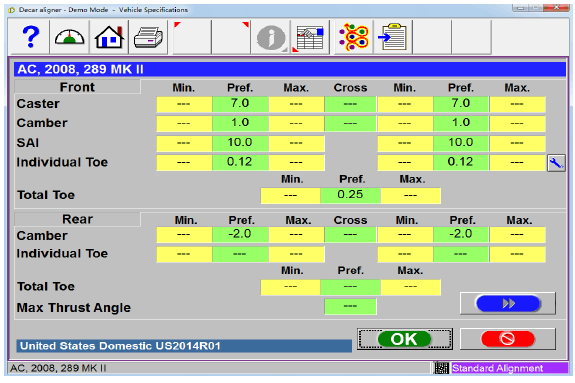 Decar aligner - Demo Mode - Vehicle Specifications
?
AC, 2008, 289 MK II
Front Min. Pref. Max. Cross Min. Pref. Max.
Caster --- 7.0 --- --- --- 7.0 ---
Camber --- 1.0 --- --- --- 1.0 ---
SAI --- 10.0 --- --- 10.0 ---
Individual Toe --- 0.12 --- --- 0.12 ---
Min. Pref. Max.
Total Toe --- 0.25 ---
Rear Min. Pref. Max. Cross Min. Pref. Max.
Camber --- -2.0 --- --- --- -2.0 ---
Individual Toe --- --- --- --- --- ---
Min. Pref. Max.
Total Toe --- --- ---
Max Thrust Angle ---
OK
United States Domestic US2014R01
AC, 2008, 289 MK II Standard Alignment